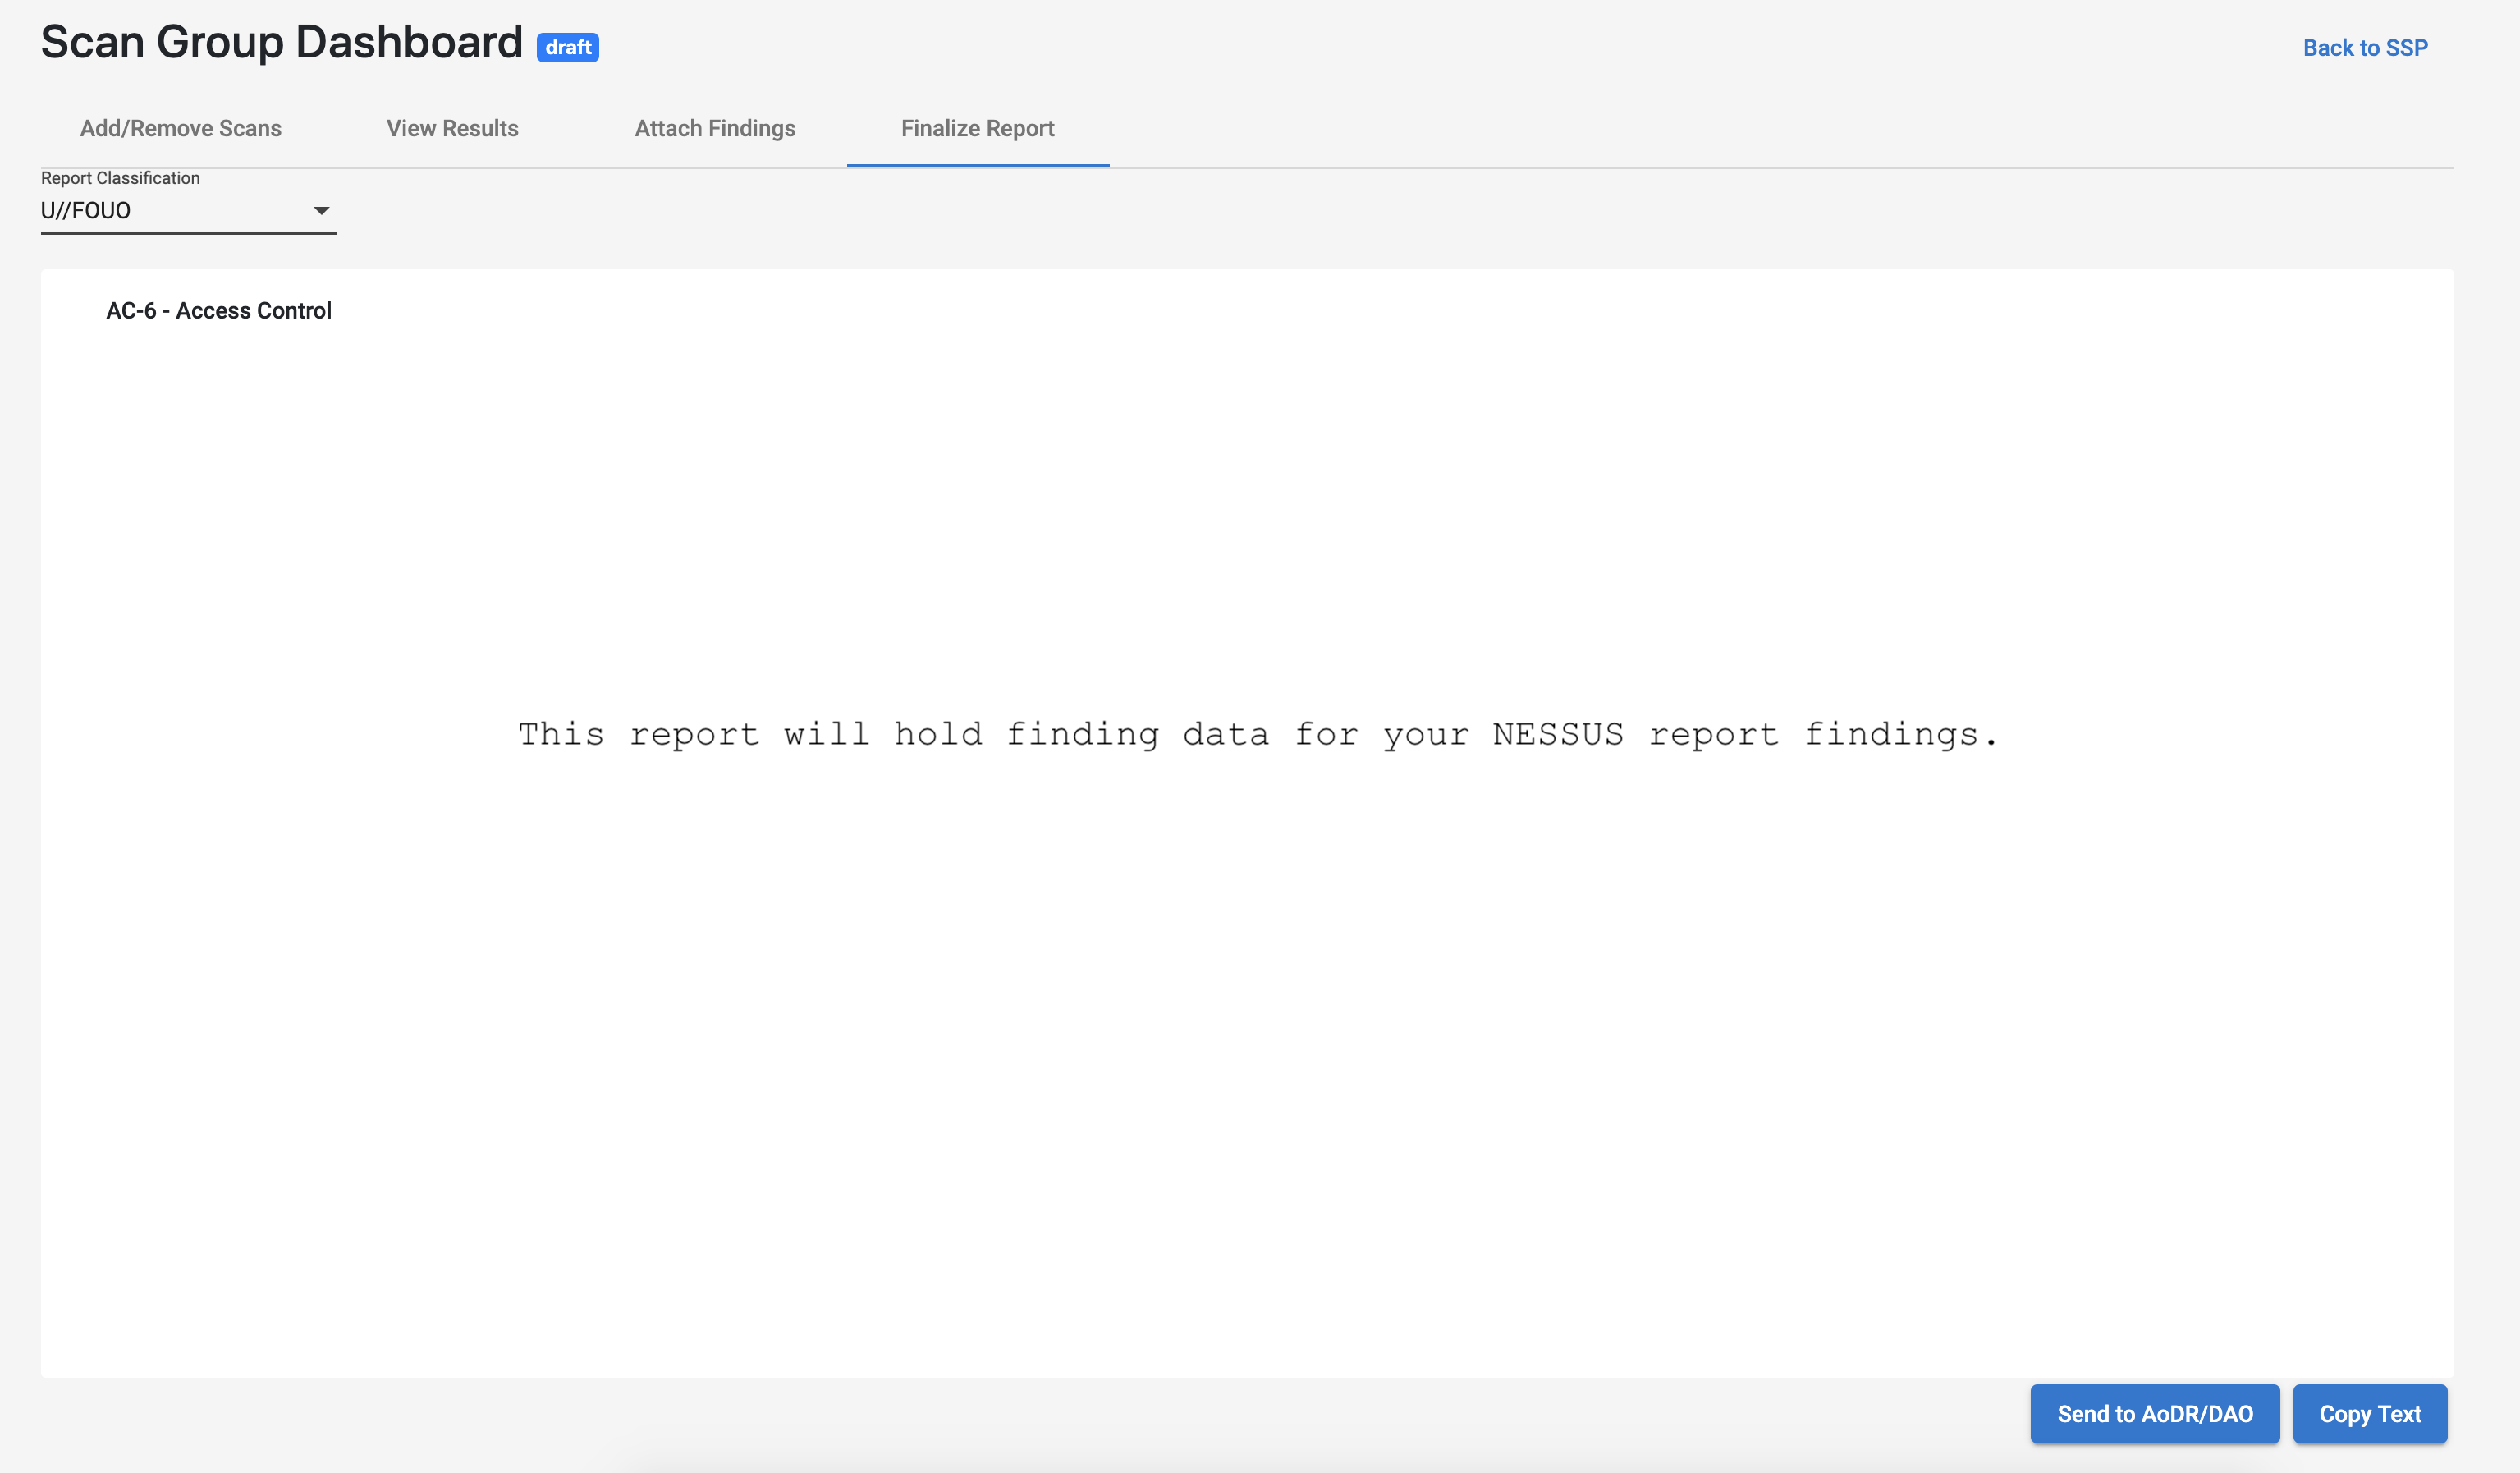 Scan Group Dashboard draft
Back to SSP
Add/Remove Scans View Results Attach Findings Finalize Report
Report Classification
U//FOUO
AC-6 - Access Control
This report will hold finding data for your NESSUS report findings.
Send to AoDR/DAO Copy Text